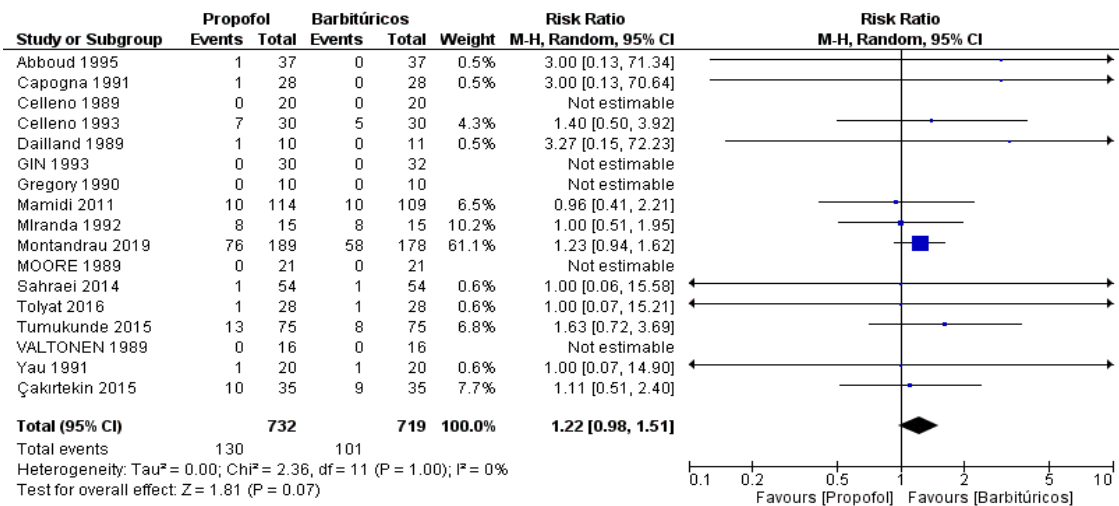 Propofol Barbitúricos Risk Ratio Risk Ratio
Study or Subgroup Events Total Events Total Weight M-H, Random, 95% CI M-H, Random, 95% CI
Abboud 1995 1 37 0 37 0.5% 3.00 [0.13, 71.34]
Capogna 1991 1 28 0 28 0.5% 3.00 [0.13, 70.64]
Celleno 1989 0 20 0 20 Not estimable
Celleno 1993 7 30 5 30 4.3% 1.40 [0.50, 3.92]
Dailland 1989 1 10 0 11 0.5% 3.27 [0.15, 72.23]
GIN 1993 0 30 0 32 Not estimable
Gregory 1990 0 10 0 10 Not estimable
Mamidi 2011 10 114 10 109 6.5% 0.96 [0.41, 2.21]
MIranda 1992 8 15 8 15 10.2% 1.00 [0.51, 1.95]
Montandrau 2019 76 189 58 178 61.1% 1.23 [0.94, 1.62]
MOORE 1989 0 21 0 21 Not estimable
Sahraei 2014 1 54 1 54 0.6% 1.00 [0.06, 15.58]
Tolyat 2016 1 28 1 28 0.6% 1.00 [0.07, 15.21]
Tumukunde 2015 13 75 8 75 6.8% 1.63 [0.72, 3.69]
VALTONEN 1989 0 16 0 16 Not estimable
Yau 1991 1 20 1 20 0.6% 1.00 [0.07, 14.90]
Çakırtekin 2015 10 35 9 35 7.7% 1.11 [0.51, 2.40]
Total (95% CI) 732 719 100.0% 1.22 [0.98, 1.51]
Total events 130 101
Heterogeneity: Tau² = 0.00; Chi² = 2.36, df = 11 (P = 1.00); I² = 0%
Test for overall effect: Z = 1.81 (P = 0.07)
0.1 0.2 0.5 1 2 5 10
Favours [Propofol] Favours [Barbitúricos]